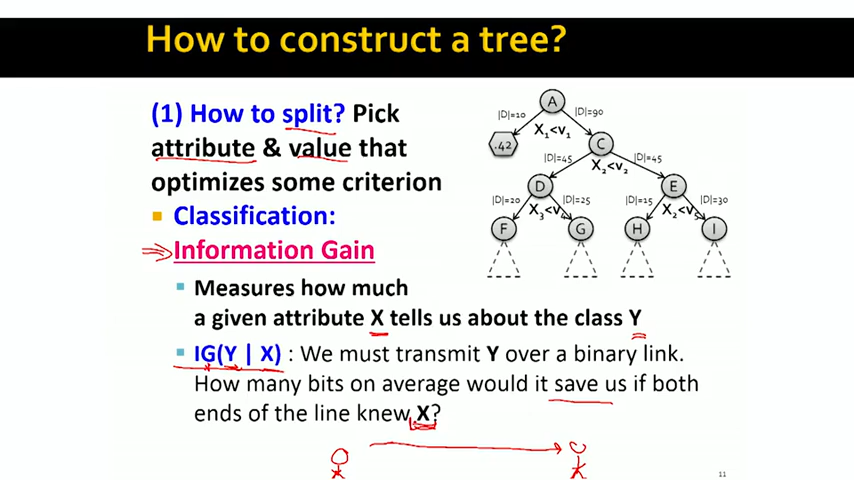 How to construct a tree?
(1) How to split? Pick
attribute & value that
optimizes some criterion
Classification:
Information Gain
Measures how much
a given attribute X tells us about the class Y
IG(Y | X) : We must transmit Y over a binary link.
How many bits on average would it save us if both
ends of the line knew X?
A
|D|=10
|D|=90
X1<v1
.42
C
|D|=45
X2<v2
|D|=45
D
E
|D|=20
X3<v4
|D|=25
|D|=15
X2<v5
|D|=30
F
G
H
I
11